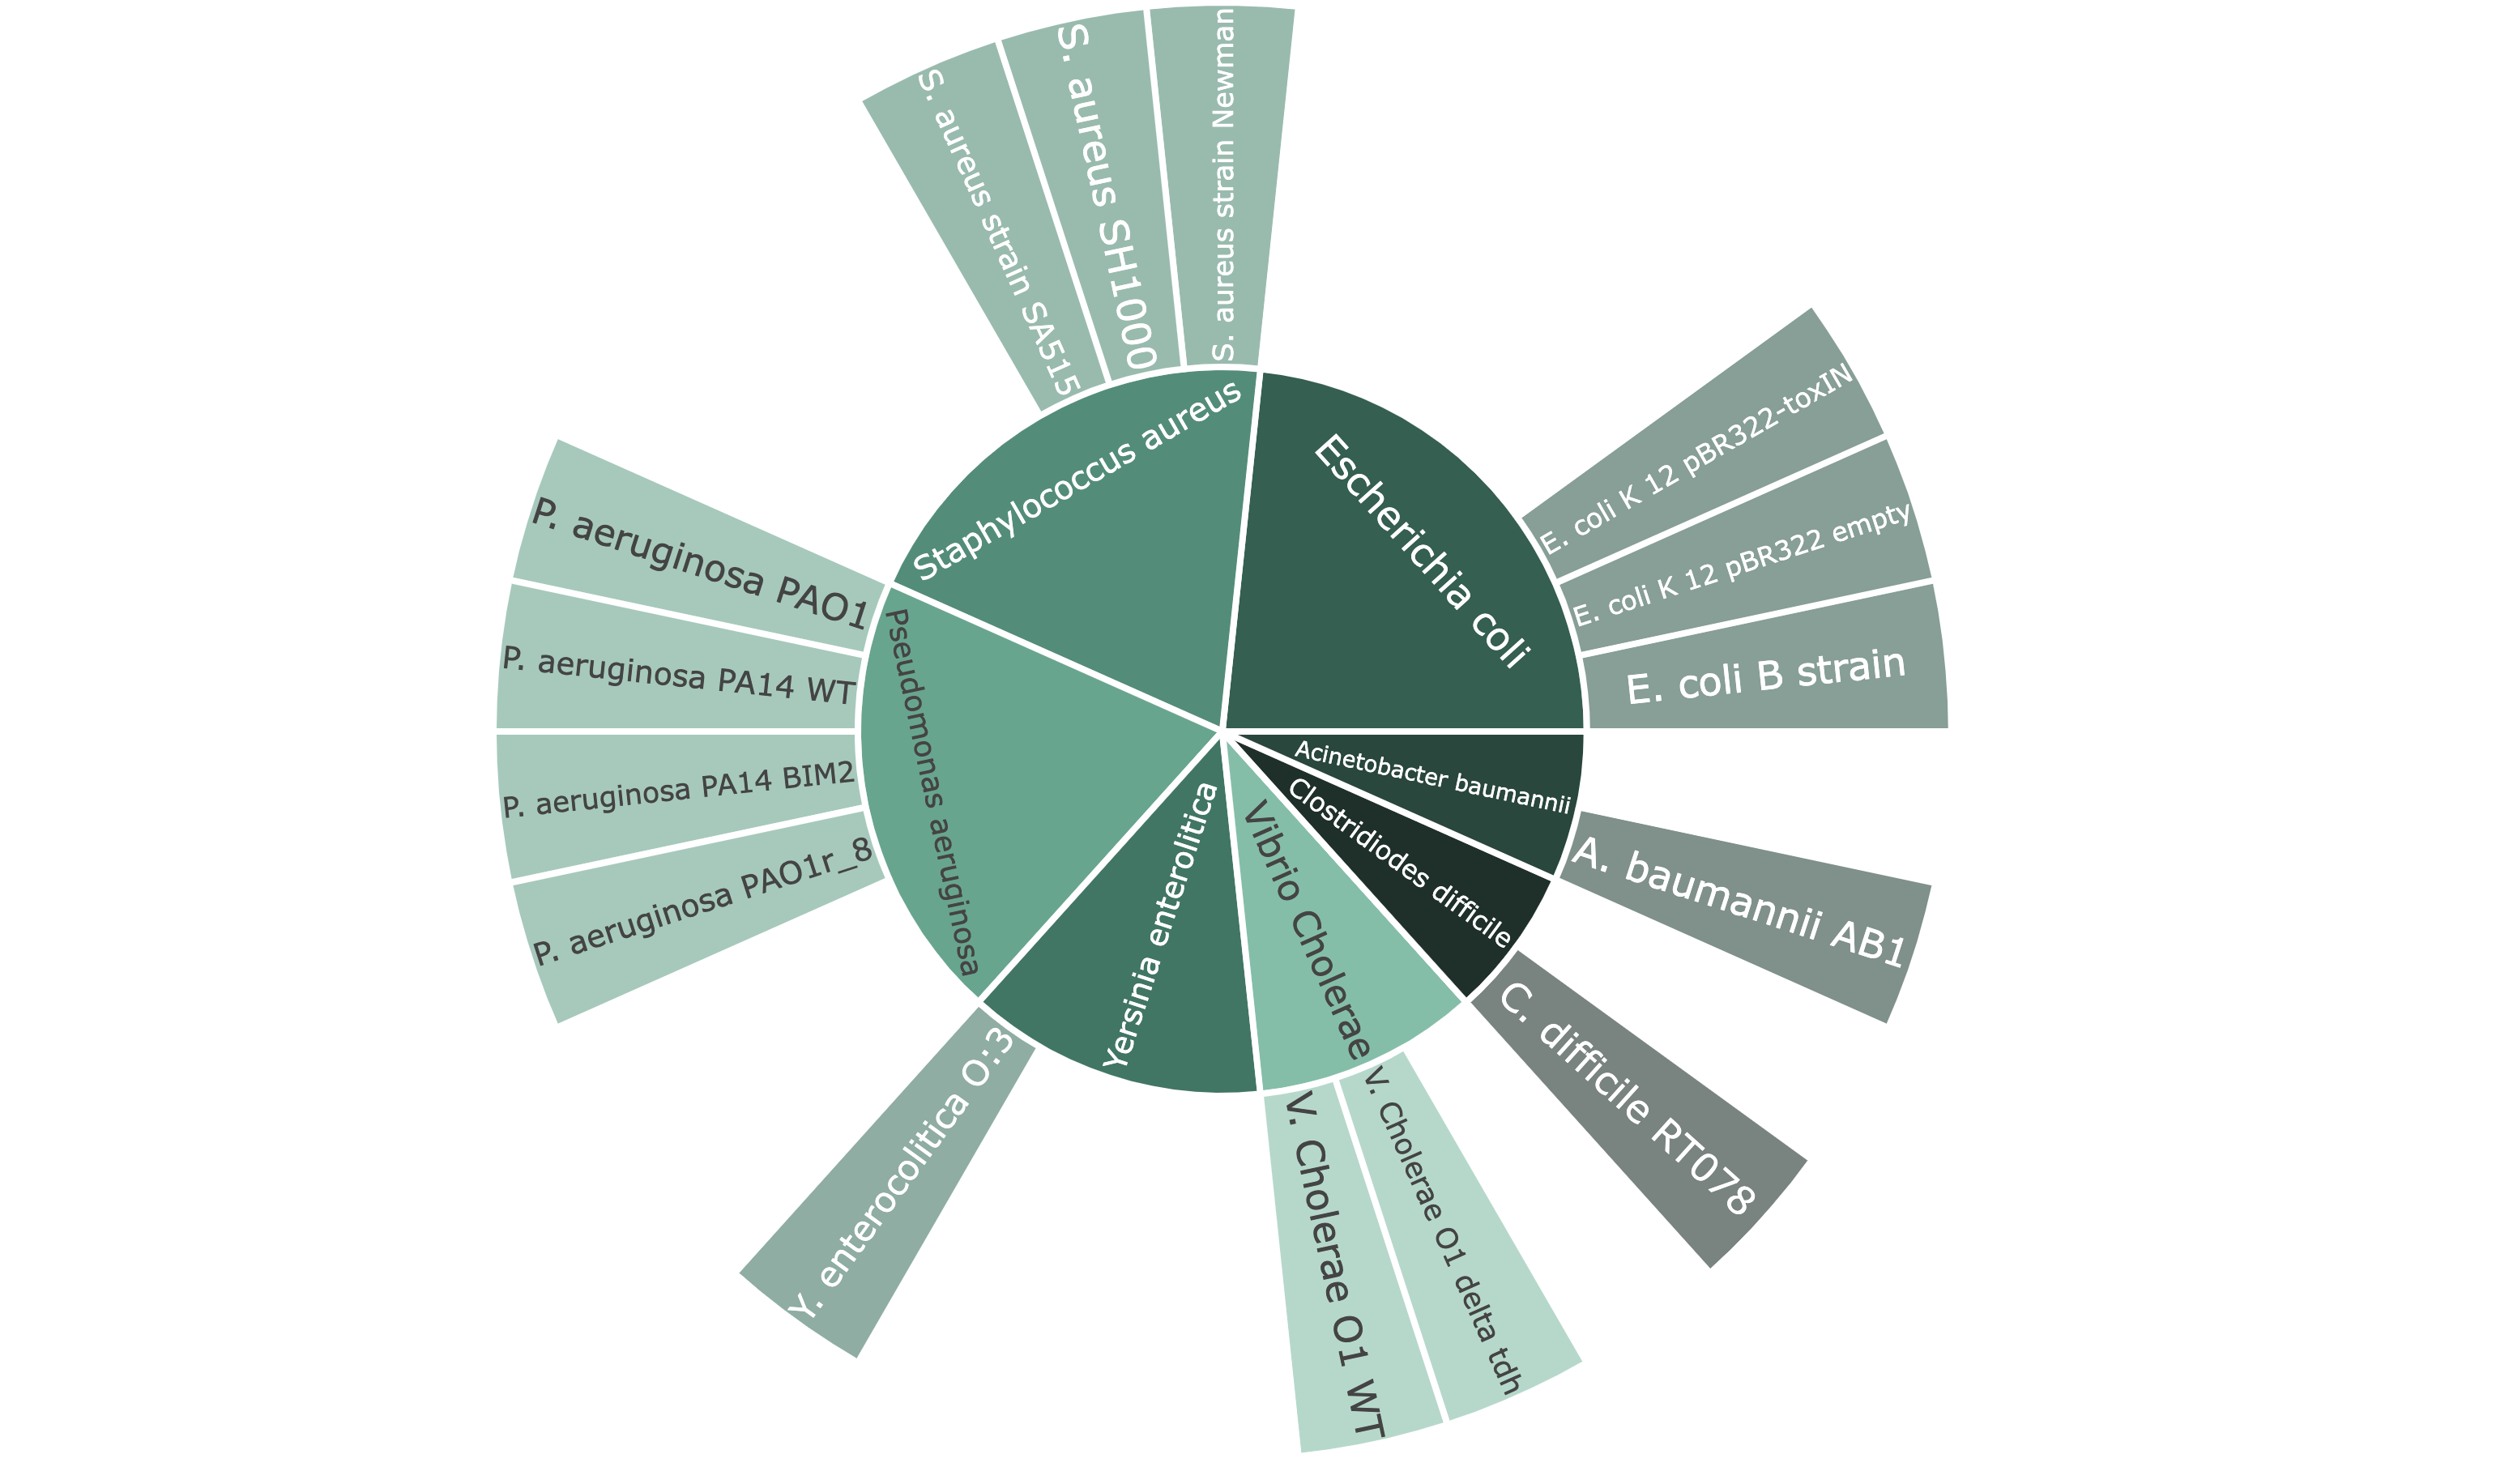 Escherichia coli
E. coli K 12 pBR322-toxIN
E. coli K 12 pBR322 empty
E. coli B strain
Staphylococcus aureus
S. aureus strain Newman
S. aureus SH1000
S. aureus strain SA515
Pseudomonas aeruginosa
P. aeruginosa PAO1
P. aeruginosa PA14 WT
P. aeruginosa PA14 BIM2
P. aeruginosa PAO1r_8
Yersinia enterolitica
Y. enterocolitica O:3
Vibrio Cholerae
V. Cholerae O1 WT
V. Cholerae O1 delta tdh
Clostridiodes difficile
C. difficile RT078
Acinetobacter baumannii
A. baumannii AB1